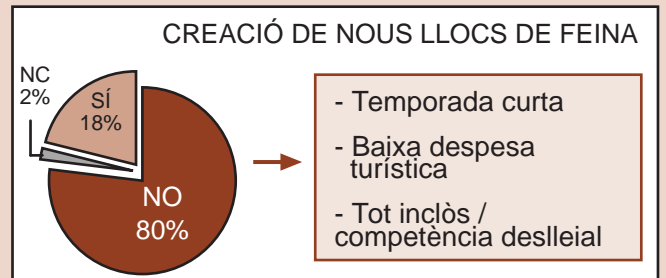 CREACIÓ DE NOUS LLOCS DE FEINA
NC
2%
SÍ
18%
NO
80%
- Temporada curta
- Baixa despesa
turística
- Tot inclòs /
competència deslleial